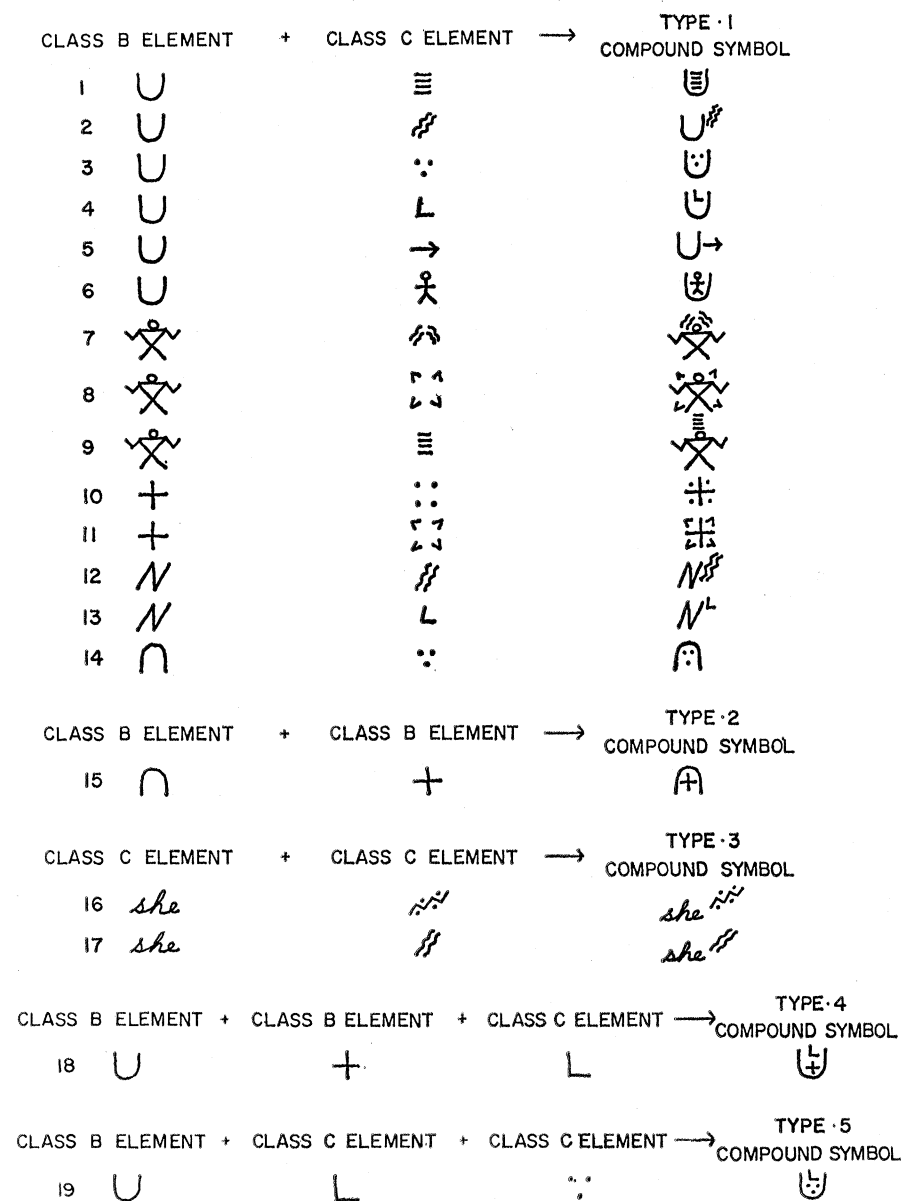 CLASS B ELEMENT + CLASS C ELEMENT → TYPE·1
COMPOUND SYMBOL
1
2
3
4
5
6
7
8
9
10
11
12
13
14
CLASS B ELEMENT + CLASS B ELEMENT → TYPE·2
COMPOUND SYMBOL
15
CLASS C ELEMENT + CLASS C ELEMENT → TYPE·3
COMPOUND SYMBOL
16 she she
17 she she
CLASS B ELEMENT + CLASS B ELEMENT + CLASS C ELEMENT → TYPE·4
COMPOUND SYMBOL
18
CLASS B ELEMENT + CLASS C ELEMENT + CLASS C ELEMENT → TYPE·5
COMPOUND SYMBOL
19